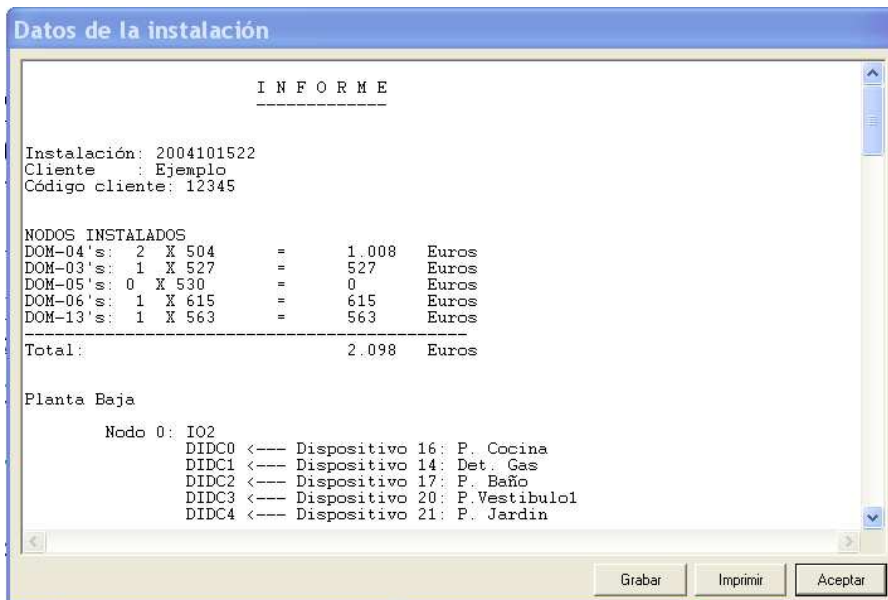 Datos de la instalación
I N F O R M E
-------------
Instalación: 2004101522
Cliente : Ejemplo
Código cliente: 12345
NODOS INSTALADOS
DOM-04's: 2 X 504 = 1.008 Euros
DOM-03's: 1 X 527 = 527 Euros
DOM-05's: 0 X 530 = 0 Euros
DOM-06's: 1 X 615 = 615 Euros
DOM-13's: 1 X 563 = 563 Euros
--------------------------------------------
Total: 2.098 Euros
Planta Baja
Nodo 0: IO2
DIDC0 <--- Dispositivo 16: P. Cocina
DIDC1 <--- Dispositivo 14: Det. Gas
DIDC2 <--- Dispositivo 17: P. Baño
DIDC3 <--- Dispositivo 20: P.Vestibulo1
DIDC4 <--- Dispositivo 21: P. Jardin
Grabar Imprimir Aceptar